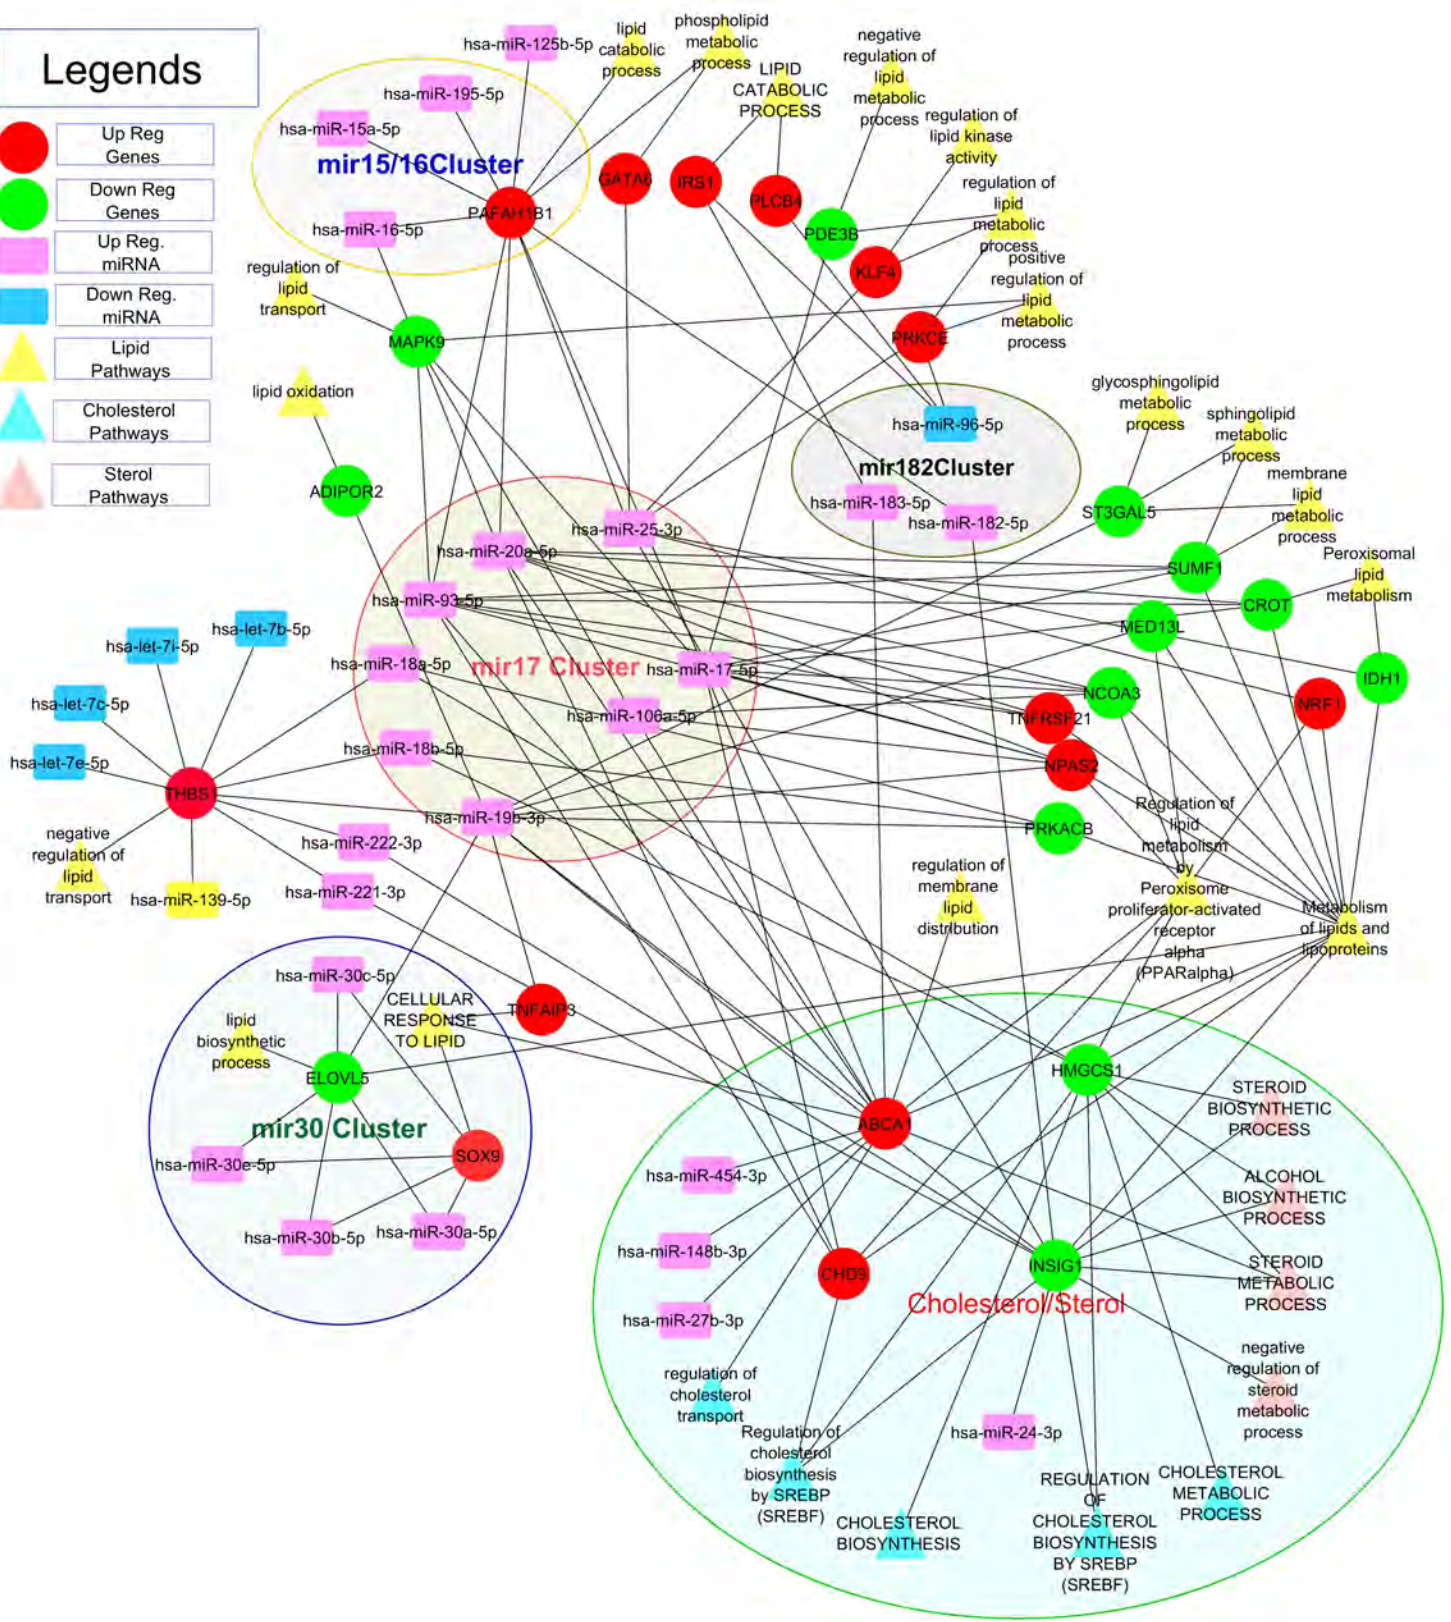 Legends
Up Reg
Genes
Down Reg
Genes
Up Reg.
miRNA
Down Reg.
miRNA
Lipid
Pathways
Cholesterol
Pathways
Sterol
Pathways
hsa-miR-125b-5p
hsa-miR-195-5p
hsa-miR-15a-5p
mir15/16Cluster
PAFAH1B1
hsa-miR-16-5p
lipid
catabolic
process
phospholipid
metabolic
process
LIPID
CATABOLIC
PROCESS
negative
regulation of
lipid
metabolic
process
regulation of
lipid kinase
activity
regulation of
lipid
metabolic
process
positive
regulation of
lipid
metabolic
process
GATA6
IRS1
PLCB4
PDE3B
KLF4
PRKCE
regulation of
lipid
transport
MAPK9
lipid oxidation
ADIPOR2
hsa-miR-96-5p
mir182Cluster
hsa-miR-183-5p
hsa-miR-182-5p
glycosphingolipid
metabolic
process
sphingolipid
metabolic
process
membrane
lipid
metabolic
process
Peroxisomal
lipid
metabolism
ST3GAL5
SUMF1
CROT
MED13L
IDH1
NCOA3
NRF1
TNFRSF21
NPAS2
PRKACB
hsa-miR-25-3p
hsa-miR-20a-5p
hsa-miR-93-5p
hsa-miR-18a-5p
mir17 Cluster
hsa-miR-17-5p
hsa-miR-106a-5p
hsa-miR-18b-5p
hsa-miR-19b-3p
hsa-let-7b-5p
hsa-let-7i-5p
hsa-let-7c-5p
hsa-let-7e-5p
THBS1
negative
regulation of
lipid
transport
hsa-miR-139-5p
hsa-miR-222-3p
hsa-miR-221-3p
Regulation of
lipid
metabolism
by
Peroxisome
proliferator-activated
receptor
alpha
(PPARalpha)
regulation of
membrane
lipid
distribution
Metabolism
of lipids and
lipoproteins
hsa-miR-30c-5p
CELLULAR
RESPONSE
TO LIPID
TNFAIP3
lipid
biosynthetic
process
ELOVL5
mir30 Cluster
SOX9
hsa-miR-30e-5p
hsa-miR-30b-5p
hsa-miR-30a-5p
HMGCS1
ABCA1
STEROID
BIOSYNTHETIC
PROCESS
hsa-miR-454-3p
ALCOHOL
BIOSYNTHETIC
PROCESS
hsa-miR-148b-3p
CHD9
INSIG1
STEROID
METABOLIC
PROCESS
Cholesterol/Sterol
hsa-miR-27b-3p
negative
regulation of
steroid
metabolic
process
regulation of
cholesterol
transport
hsa-miR-24-3p
Regulation of
cholesterol
biosynthesis
by SREBP
(SREBF)
CHOLESTEROL
BIOSYNTHESIS
REGULATION
OF
CHOLESTEROL
BIOSYNTHESIS
BY SREBP
(SREBF)
CHOLESTEROL
METABOLIC
PROCESS